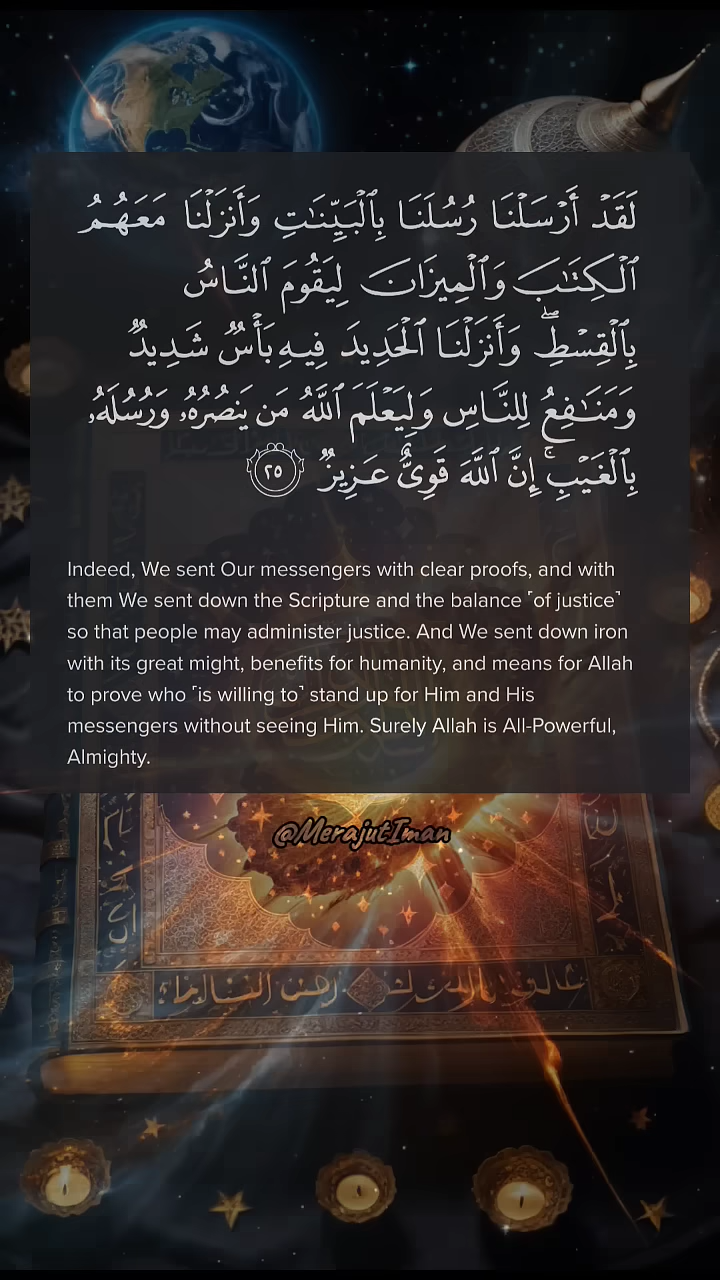 لَقَدْ أَرْسَلْنَا رُسُلَنَا بِٱلْبَيِّنَـٰتِ وَأَنزَلْنَا مَعَهُمُ
ٱلْكِتَـٰبَ وَٱلْمِيزَانَ لِيَقُومَ ٱلنَّاسُ
بِٱلْقِسْطِ ۖ وَأَنزَلْنَا ٱلْحَدِيدَ فِيهِ بَأْسٌ شَدِيدٌ
وَمَنَـٰفِعُ لِلنَّاسِ وَلِيَعْلَمَ ٱللَّهُ مَن يَنصُرُهُۥ وَرُسُلَهُۥ
بِٱلْغَيْبِ ۚ إِنَّ ٱللَّهَ قَوِىٌّ عَزِيزٌ ٢٥
Indeed, We sent Our messengers with clear proofs, and with
them We sent down the Scripture and the balance ˹of justice˺
so that people may administer justice. And We sent down iron
with its great might, benefits for humanity, and means for Allah
to prove who ˹is willing to˺ stand up for Him and His
messengers without seeing Him. Surely Allah is All-Powerful,
Almighty.
@MerajutIman